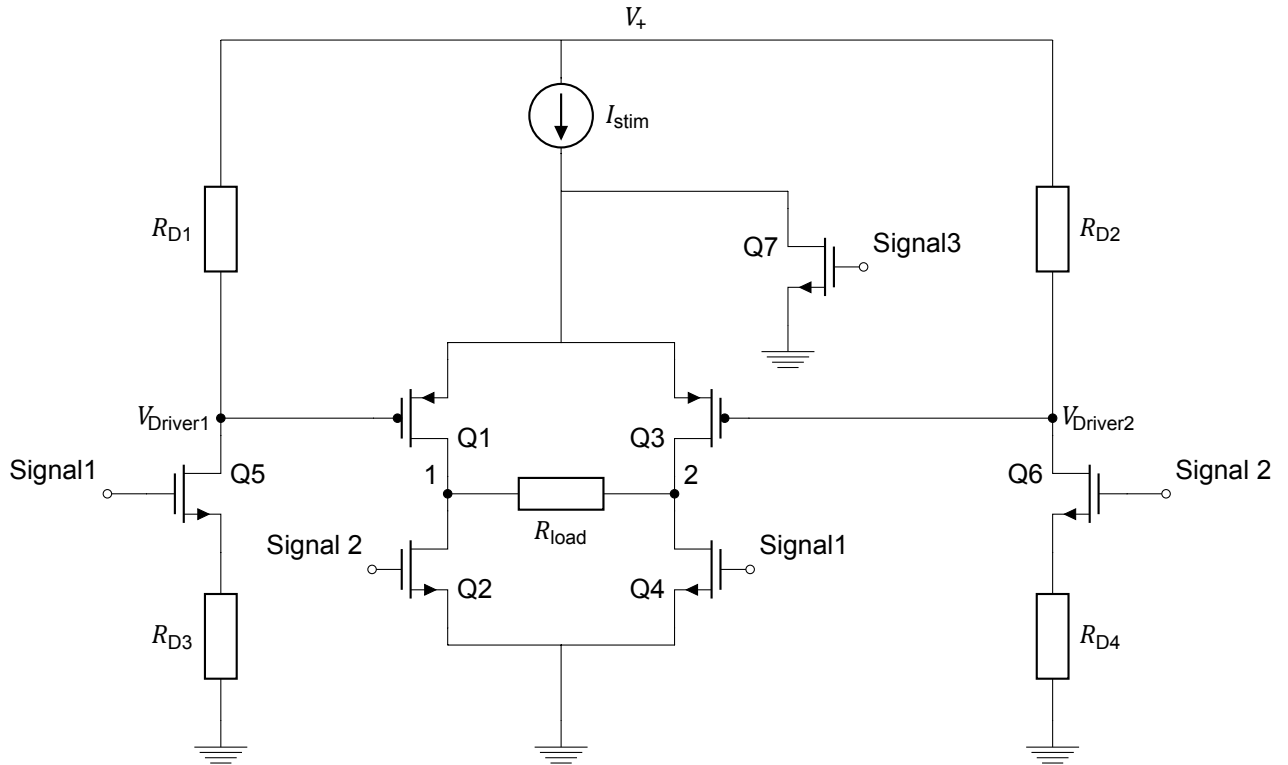 V+
Istim
RD1
Q7
Signal3
RD2
VDriver1
Q1
Q3
VDriver2
Signal1
Q5
1
2
Q6
Signal 2
Rload
Signal 2
Q2
Q4
Signal1
RD3
RD4